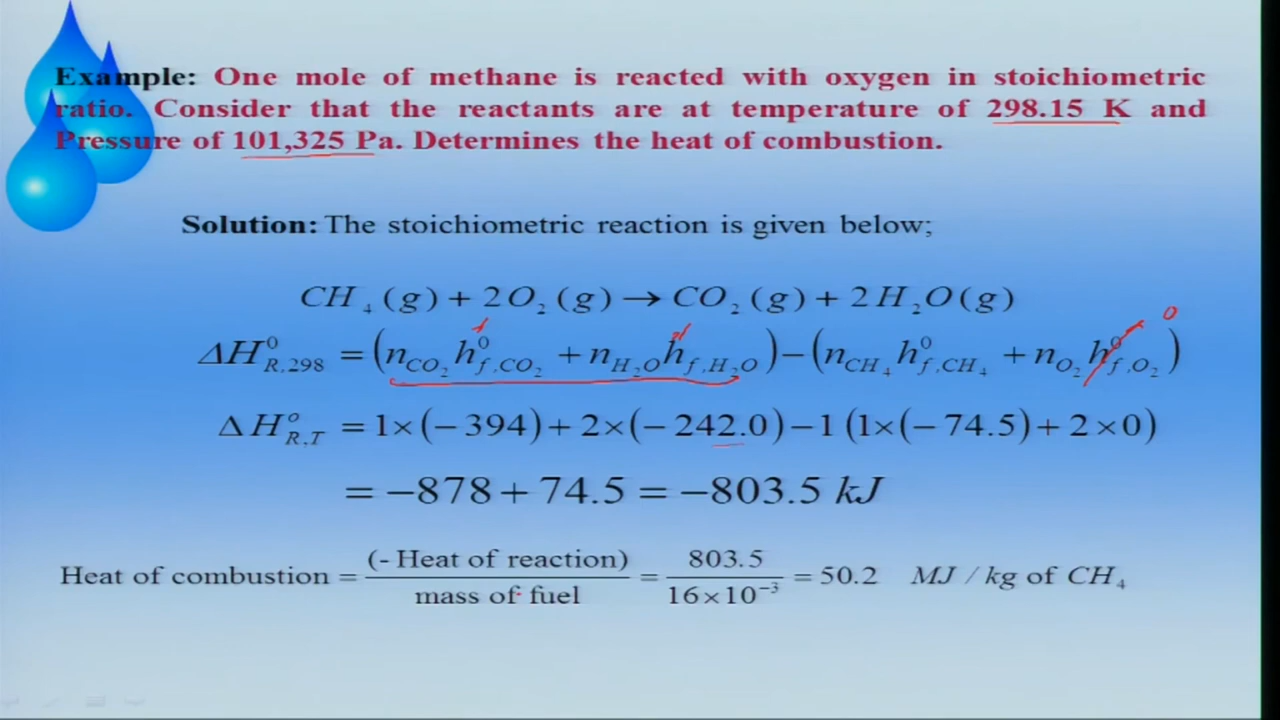 Example: One mole of methane is reacted with oxygen in stoichiometric
ratio. Consider that the reactants are at temperature of 298.15 K and
Pressure of 101,325 Pa. Determines the heat of combustion.
Solution: The stoichiometric reaction is given below;
CH₄(g) + 2O₂(g) → CO₂(g) + 2H₂O(g)
0
ΔH⁰_R,298 = (n_CO₂ h⁰_f,CO₂ + n_H₂O h_f,H₂O) − (n_CH₄ h⁰_f,CH₄ + n_O₂ h⁰_f,O₂)
ΔH°_R,T = 1×(−394) + 2×(−242.0) − 1 (1×(−74.5) + 2×0)
= −878 + 74.5 = −803.5 kJ
Heat of combustion = (- Heat of reaction) / mass of fuel = 803.5 / 16×10⁻³ = 50.2 MJ / kg of CH₄